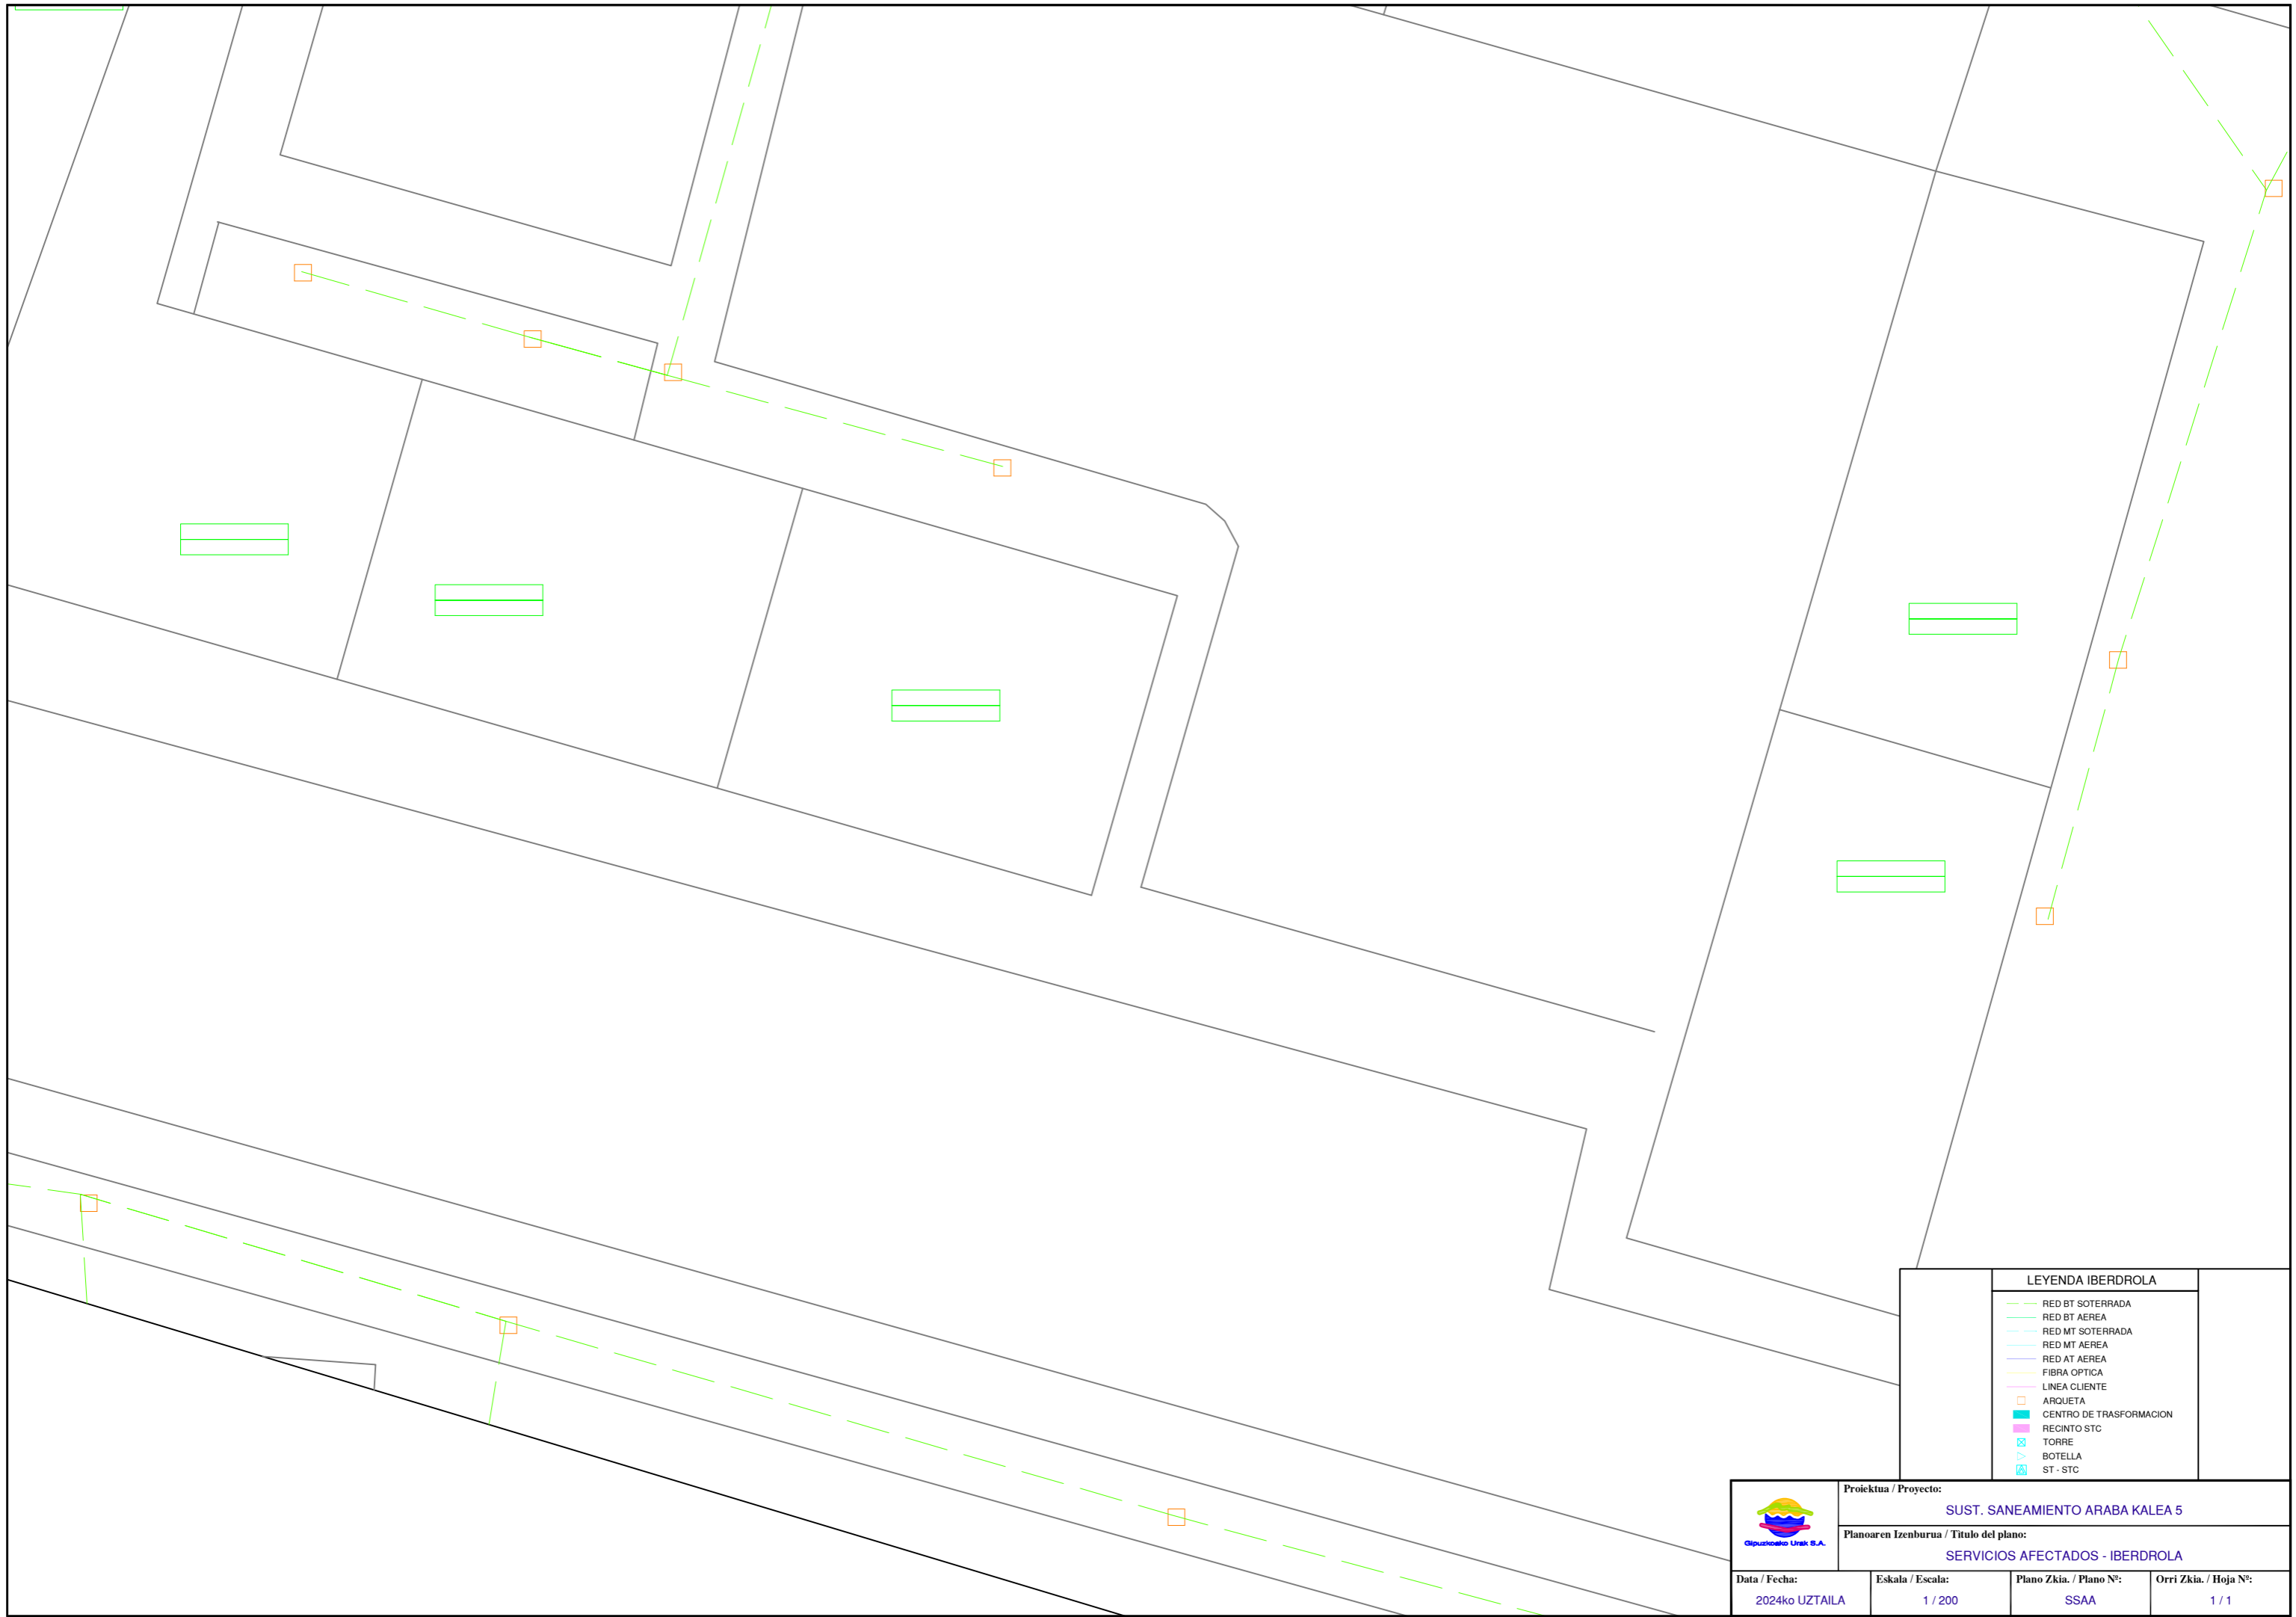 LEYENDA IBERDROLA
RED BT SOTERRADA
RED BT AEREA
RED MT SOTERRADA
RED MT AEREA
RED AT AEREA
FIBRA OPTICA
LINEA CLIENTE
ARQUETA
CENTRO DE TRASFORMACION
RECINTO STC
TORRE
BOTELLA
ST - STC
Gipuzkoako Urak S.A.
Proiektua / Proyecto:
SUST. SANEAMIENTO ARABA KALEA 5
Planoaren Izenburua / Titulo del plano:
SERVICIOS AFECTADOS - IBERDROLA
Data / Fecha:
2024ko UZTAILA
Eskala / Escala:
1 / 200
Plano Zkia. / Plano Nº:
SSAA
Orri Zkia. / Hoja Nº:
1 / 1